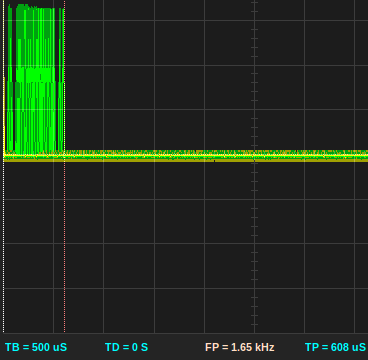 TB = 500 uS TD = 0 S FP = 1.65 kHz TP = 608 uS